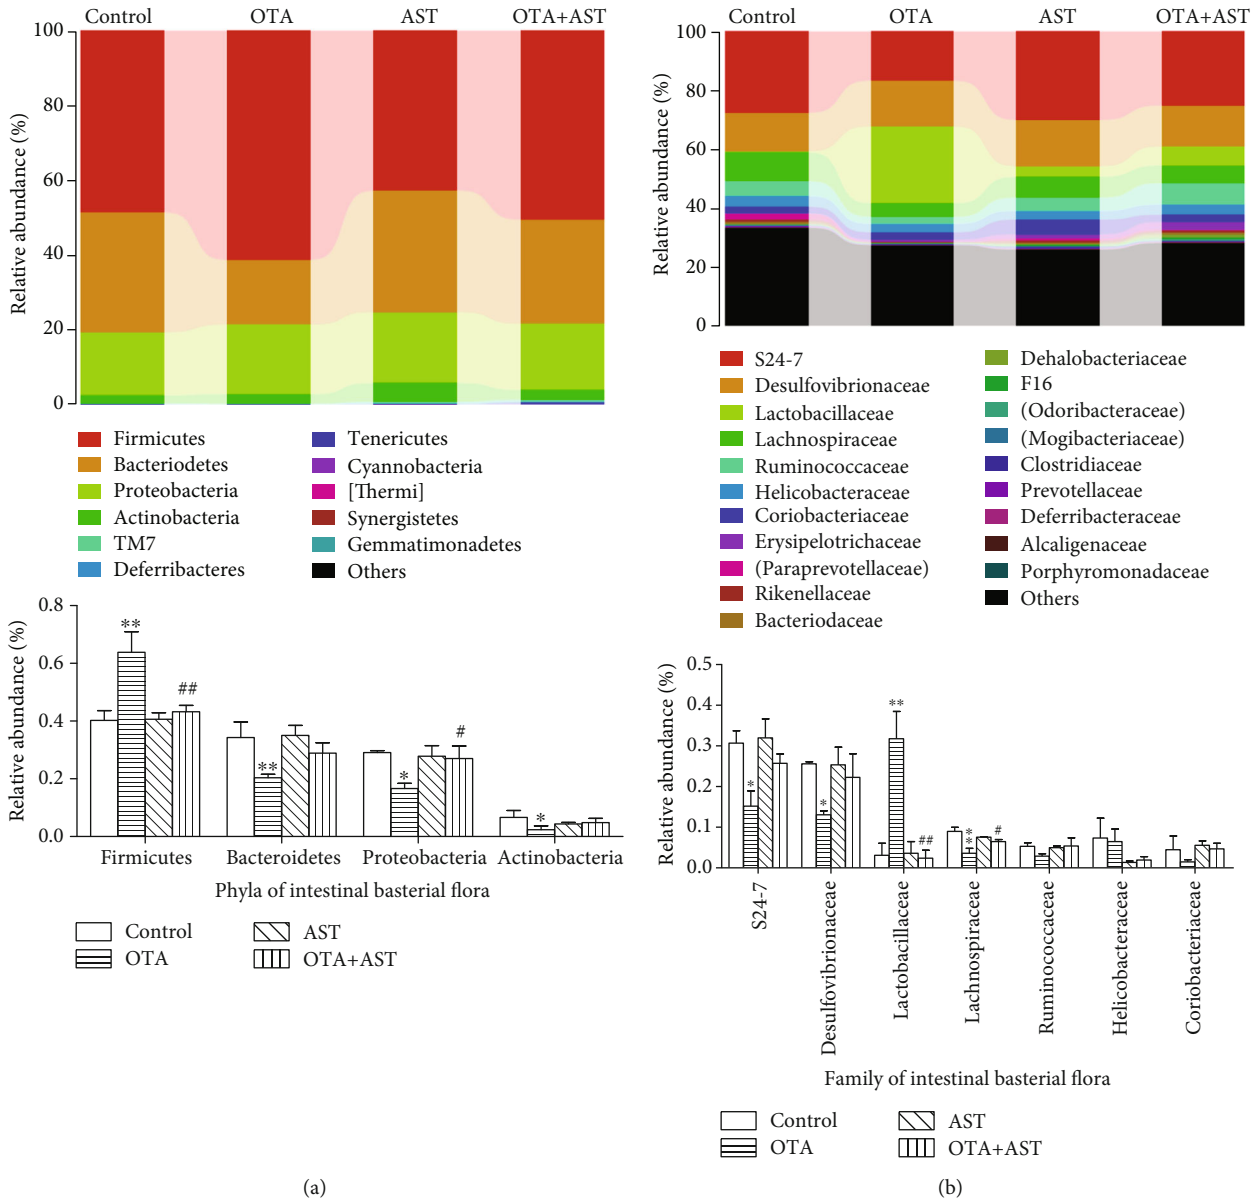 Control OTA AST OTA+AST
100
80
60
40
20
0
Relative abundance (%)
Firmicutes
Bacteriodetes
Proteobacteria
Actinobacteria
TM7
Deferribacteres
Tenericutes
Cyannobacteria
[Thermi]
Synergistetes
Gemmatimonadetes
Others
0.8
0.6
0.4
0.2
0.0
Relative abundance (%)
**
##
**
*
#
*
Firmicutes Bacteroidetes Proteobacteria Actinobacteria
Phyla of intestinal basterial flora
Control
OTA
AST
OTA+AST
(a)
Control OTA AST OTA+AST
100
80
60
40
20
0
Relative abundance (%)
S24-7
Desulfovibrionaceae
Lactobacillaceae
Lachnospiraceae
Ruminococcaceae
Helicobacteraceae
Coriobacteriaceae
Erysipelotrichaceae
(Paraprevotellaceae)
Rikenellaceae
Bacteriodaceae
Dehalobacteriaceae
F16
(Odoribacteraceae)
(Mogibacteriaceae)
Clostridiaceae
Prevotellaceae
Deferribacteraceae
Alcaligenaceae
Porphyromonadaceae
Others
0.5
0.4
0.3
0.2
0.1
0.0
Relative abundance (%)
*
*
**
##
**
#
S24-7
Desulfovibrionaceae
Lactobacillaceae
Lachnospiraceae
Ruminococcaceae
Helicobacteraceae
Coriobacteriaceae
Family of intestinal basterial flora
Control
OTA
AST
OTA+AST
(b)